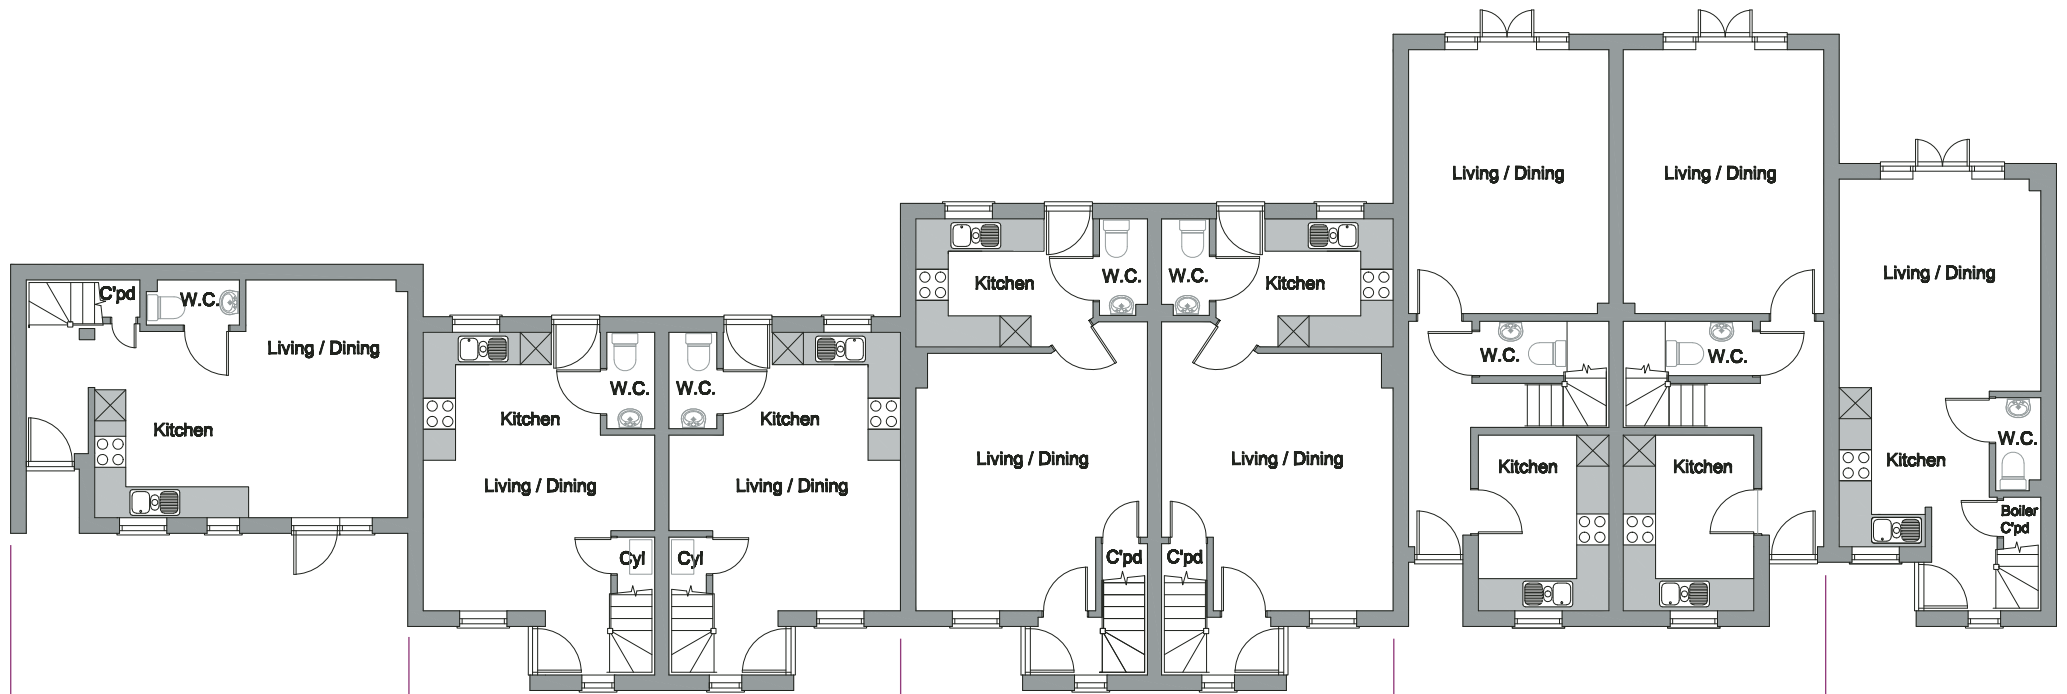 C'pd
W.C.
Living / Dining
Kitchen
Kitchen
W.C.
Living / Dining
Cyl
W.C.
Kitchen
Living / Dining
Cyl
Kitchen
W.C.
Living / Dining
C'pd
W.C.
Kitchen
Living / Dining
C'pd
Living / Dining
W.C.
Kitchen
Living / Dining
W.C.
Kitchen
Living / Dining
Kitchen
W.C.
Boiler
C'pd